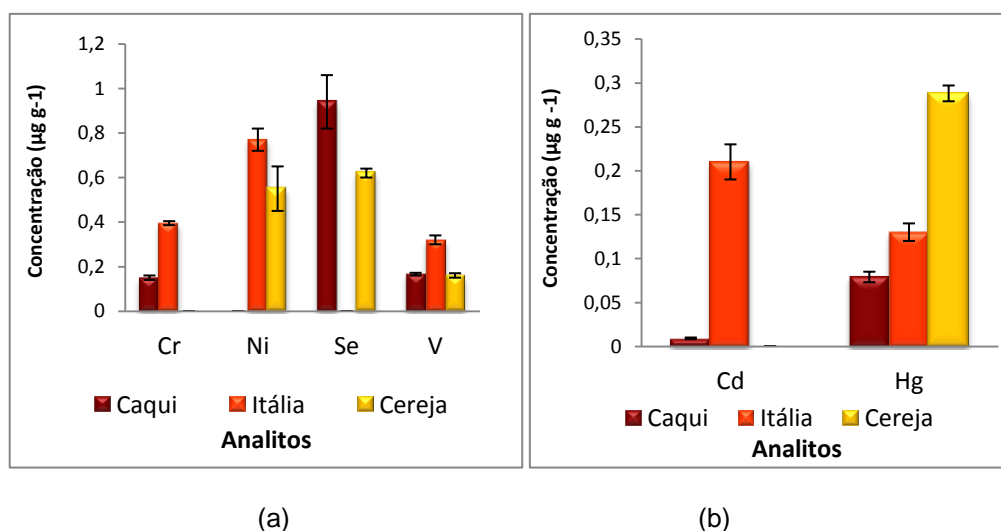 Concentração (µg g-1)
1,2
1
0,8
0,6
0,4
0,2
0
Cr Ni Se V
Caqui Itália Cereja
Analitos
Concentração (µg g -1)
0,35
0,3
0,25
0,2
0,15
0,1
0,05
0
Cd Hg
Caqui Itália Cereja
Analitos
(a) (b)